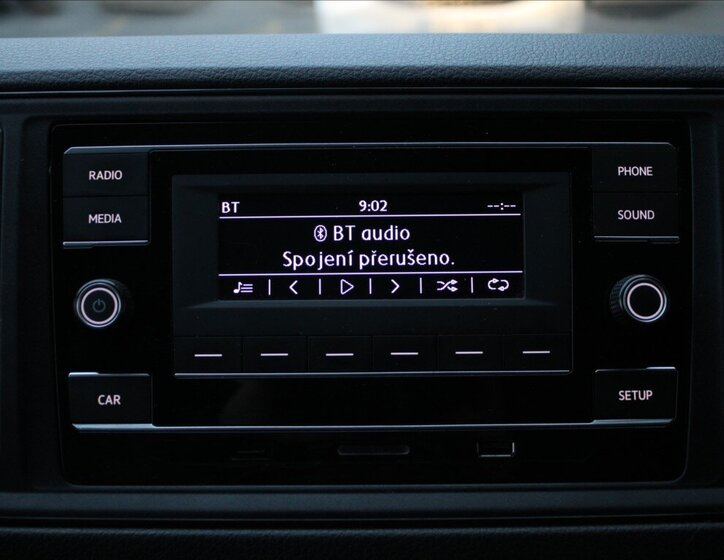 RADIO
MEDIA
CAR
BT 9:02 --:--
BT audio
Spojení přerušeno.
PHONE
SOUND
SETUP